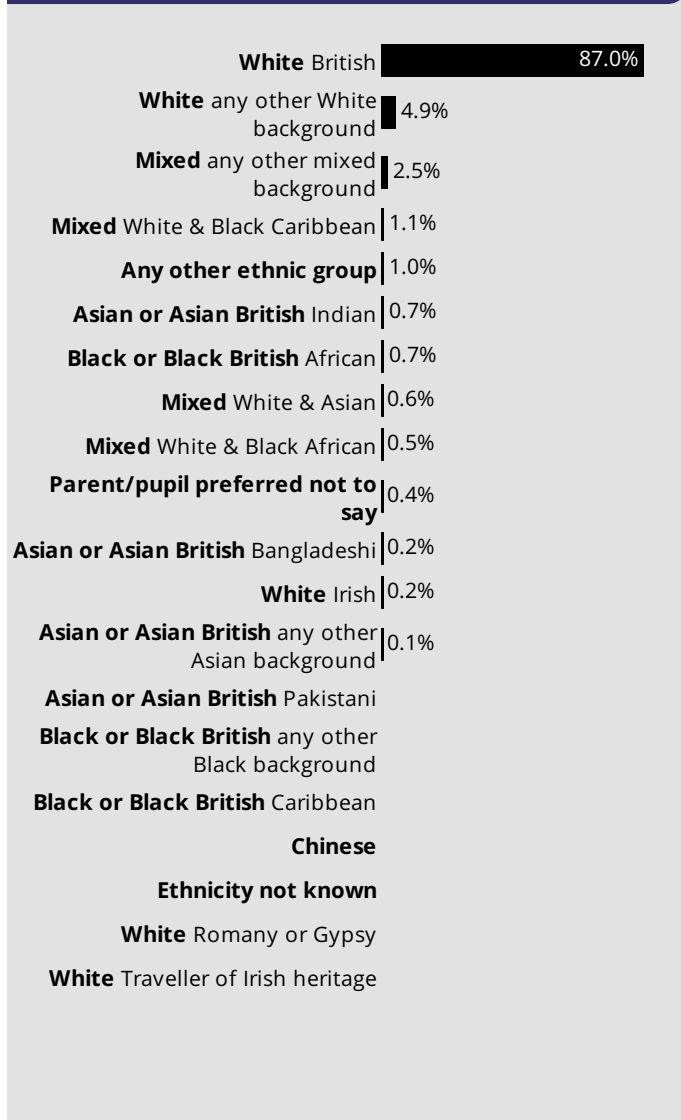 White British 87.0%
White any other White
background 4.9%
Mixed any other mixed
background 2.5%
Mixed White & Black Caribbean 1.1%
Any other ethnic group 1.0%
Asian or Asian British Indian 0.7%
Black or Black British African 0.7%
Mixed White & Asian 0.6%
Mixed White & Black African 0.5%
Parent/pupil preferred not to
say 0.4%
Asian or Asian British Bangladeshi 0.2%
White Irish 0.2%
Asian or Asian British any other
Asian background 0.1%
Asian or Asian British Pakistani
Black or Black British any other
Black background
Black or Black British Caribbean
Chinese
Ethnicity not known
White Romany or Gypsy
White Traveller of Irish heritage